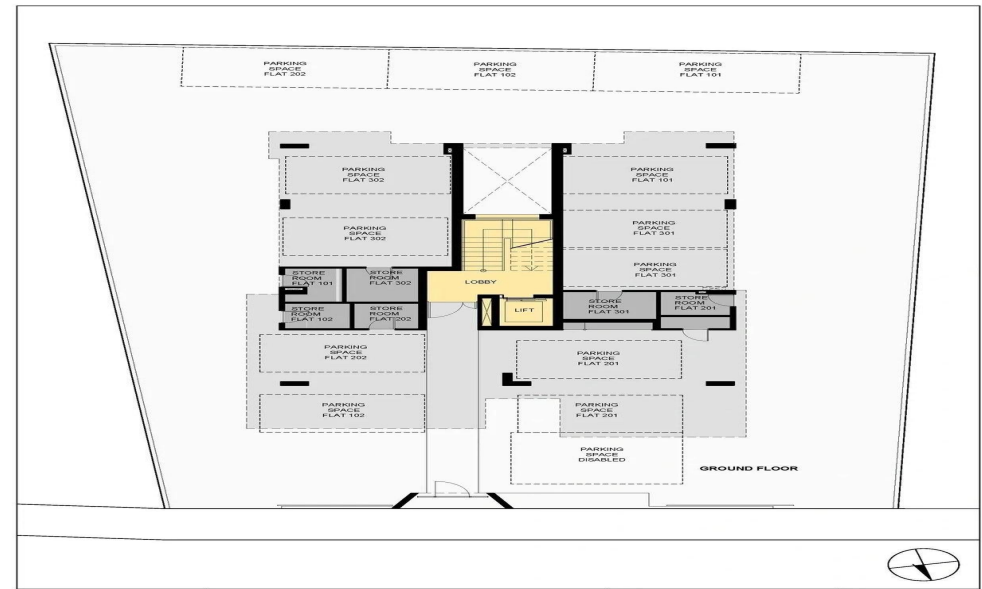 PARKING
SPACE
FLAT 202
PARKING
SPACE
FLAT 102
PARKING
SPACE
FLAT 101
PARKING
SPACE
FLAT 302
PARKING
SPACE
FLAT 101
PARKING
SPACE
FLAT 302
PARKING
SPACE
FLAT 301
PARKING
SPACE
FLAT 301
STORE
ROOM
FLAT 101
STORE
ROOM
FLAT 302
LOBBY
STORE
ROOM
FLAT 102
STORE
ROOM
FLAT 202
LIFT
STORE
ROOM
FLAT 301
STORE
ROOM
FLAT 201
PARKING
SPACE
FLAT 202
PARKING
SPACE
FLAT 201
PARKING
SPACE
FLAT 102
PARKING
SPACE
FLAT 201
PARKING
SPACE
DISABLED
GROUND FLOOR